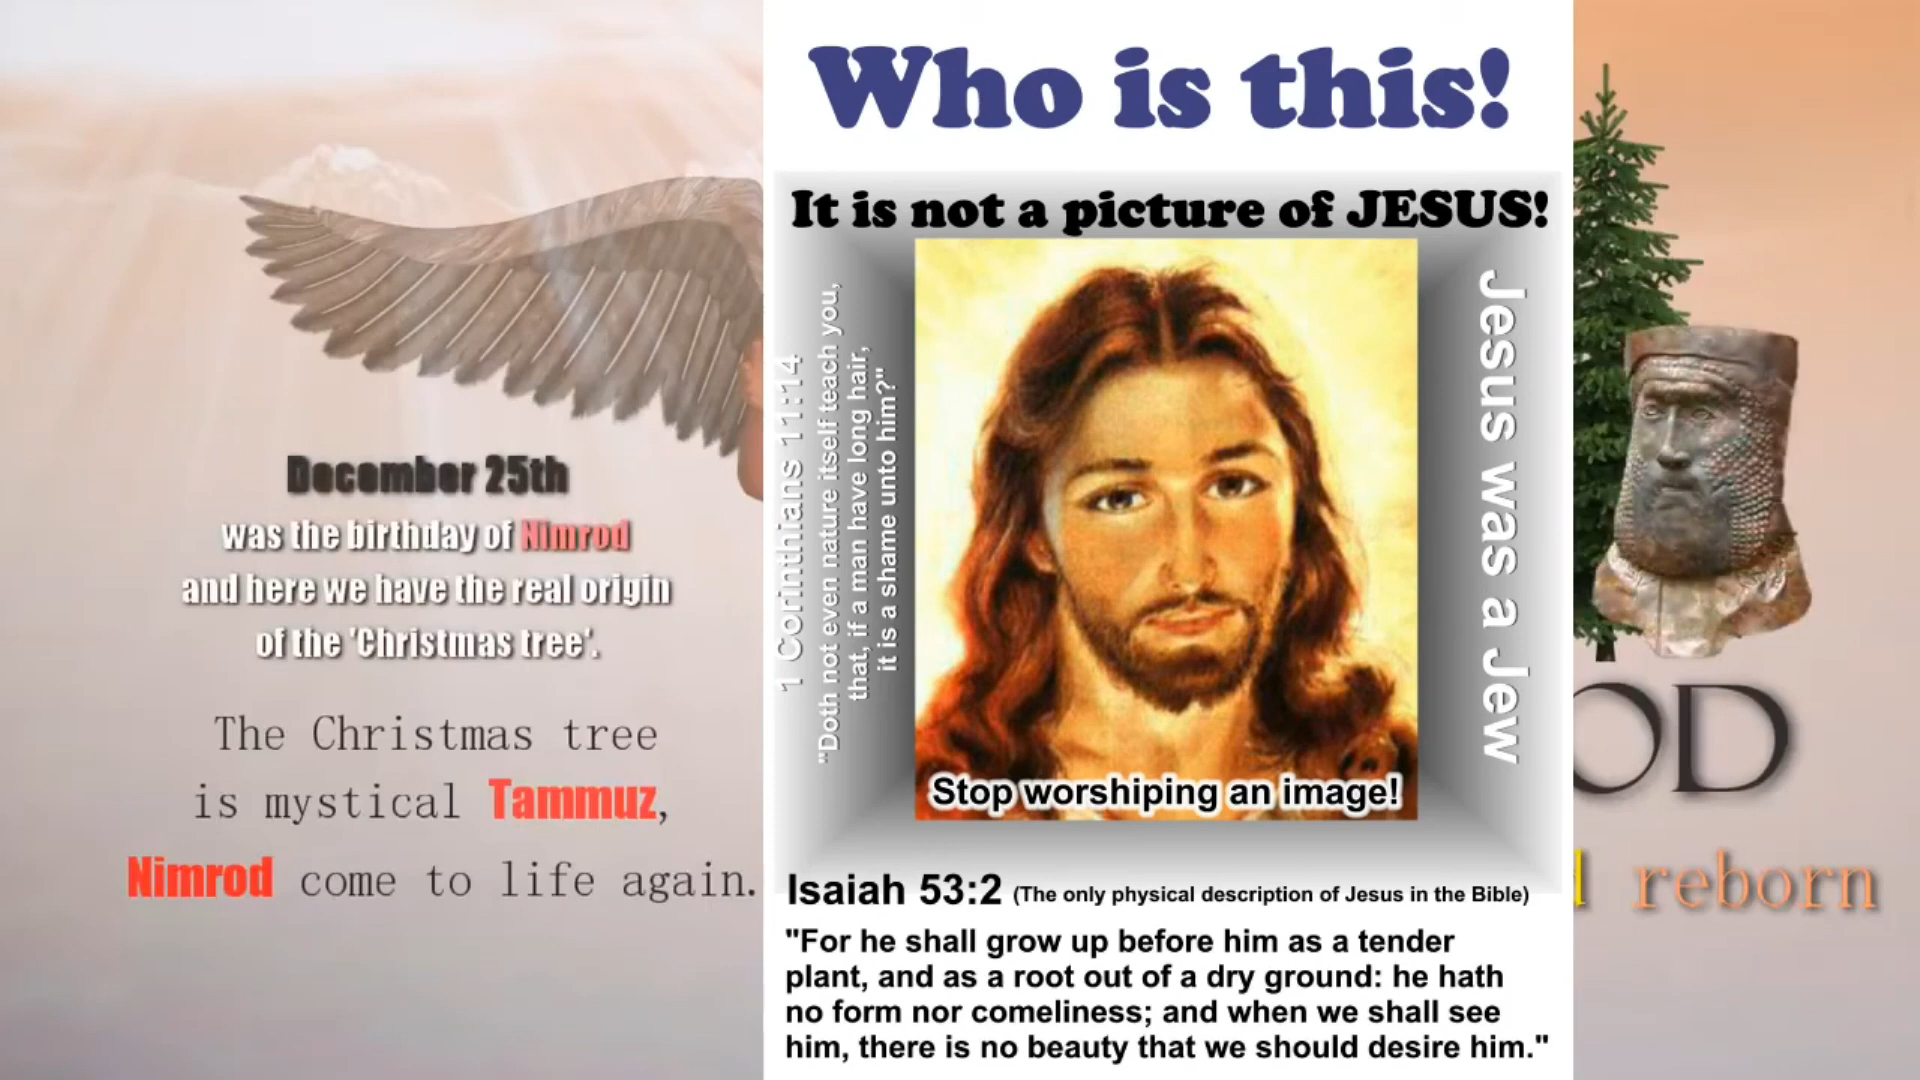 December 25th
was the birthday of Nimrod
and here we have the real origin
of the 'Christmas tree'.
The Christmas tree
is mystical Tammuz,
Nimrod come to life again.
Who is this!
It is not a picture of JESUS!
1 Corinthians 11:14
"Doth not even nature itself teach you,
that, if a man have long hair,
it is a shame unto him?"
Jesus was a Jew
Stop worshiping an image!
Isaiah 53:2 (The only physical description of Jesus in the Bible)
"For he shall grow up before him as a tender
plant, and as a root out of a dry ground: he hath
no form nor comeliness; and when we shall see
him, there is no beauty that we should desire him."
OD
reborn